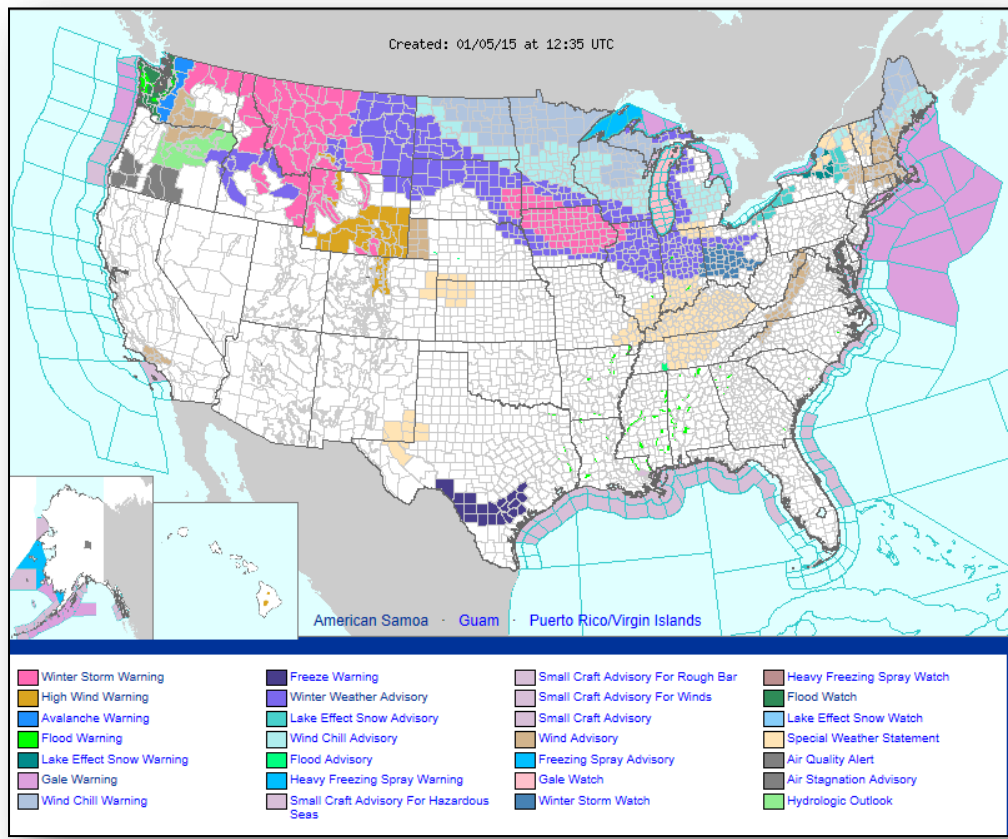 Created: 01/05/15 at 12:35 UTC
American Samoa · Guam · Puerto Rico/Virgin Islands
Winter Storm Warning
High Wind Warning
Avalanche Warning
Flood Warning
Lake Effect Snow Warning
Gale Warning
Wind Chill Warning
Freeze Warning
Winter Weather Advisory
Lake Effect Snow Advisory
Wind Chill Advisory
Flood Advisory
Heavy Freezing Spray Warning
Small Craft Advisory For Hazardous
Seas
Small Craft Advisory For Rough Bar
Small Craft Advisory For Winds
Small Craft Advisory
Wind Advisory
Freezing Spray Advisory
Gale Watch
Winter Storm Watch
Heavy Freezing Spray Watch
Flood Watch
Lake Effect Snow Watch
Special Weather Statement
Air Quality Alert
Air Stagnation Advisory
Hydrologic Outlook